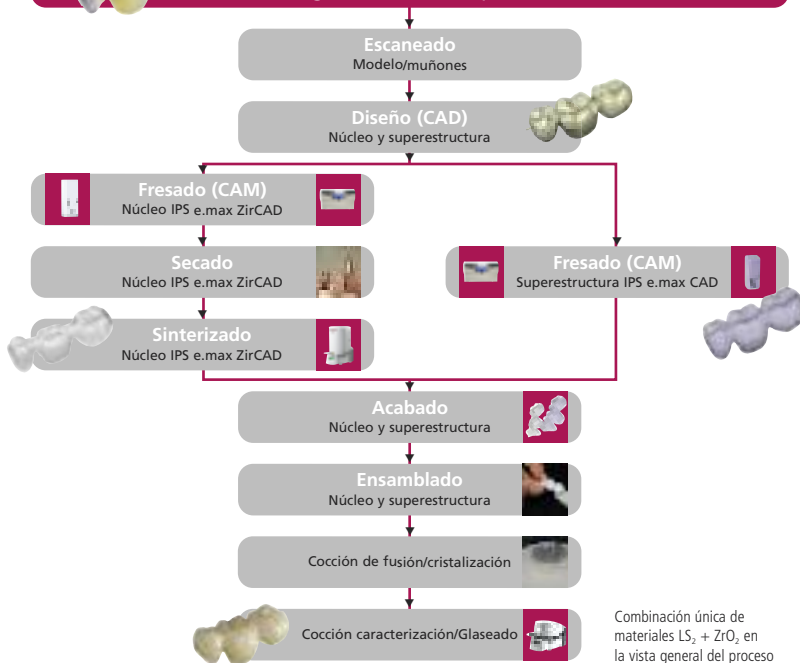 Escaneado
Modelo/muñones
Diseño (CAD)
Núcleo y superestructura
Fresado (CAM)
Núcleo IPS e.max ZirCAD
Secado
Núcleo IPS e.max ZirCAD
Fresado (CAM)
Superestructura IPS e.max CAD
Sinterizado
Núcleo IPS e.max ZirCAD
Acabado
Núcleo y superestructura
Ensamblado
Núcleo y superestructura
Cocción de fusión/cristalización
Cocción caracterización/Glaseado
Combinación única de
materiales LS₂ + ZrO₂ en
la vista general del proceso